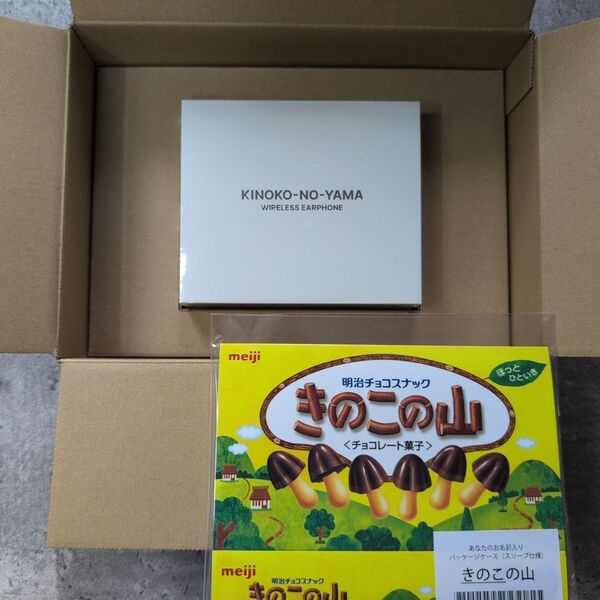 KINOKO-NO-YAMA
WIRELESS EARPHONE
meiji
明治チョコスナック
きのこの山
<チョコレート菓子>
ほっと
ひといき
あなたのお名前入り
パッケージケース（スリーブ仕様）
きのこの山
meiji
明治チョコスナック
きのこの山